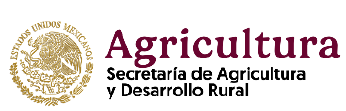 ESTADOS UNIDOS MEXICANOS
Agricultura
Secretaría de Agricultura
y Desarrollo Rural